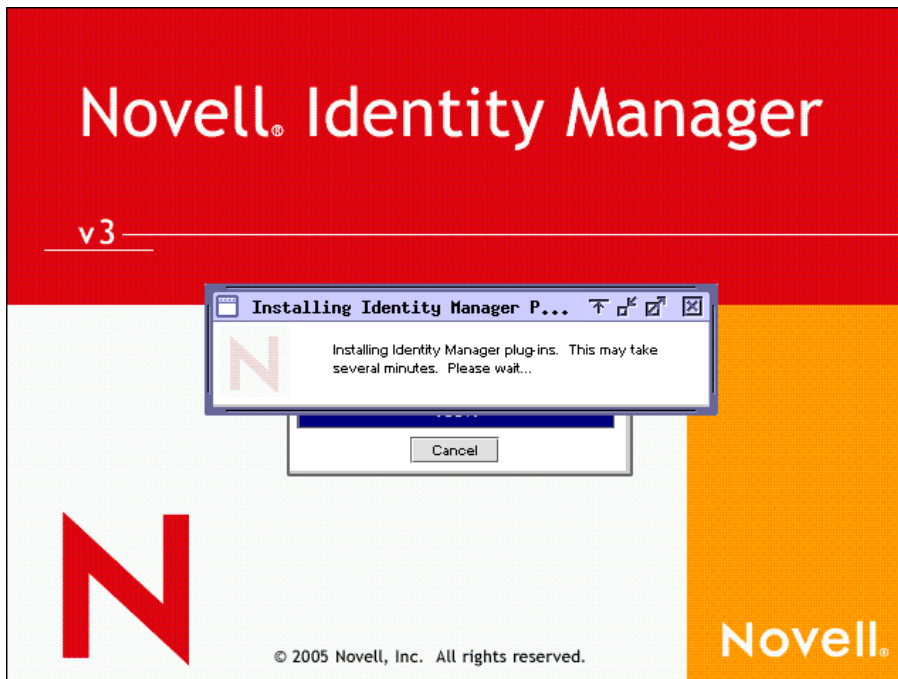 Novell® Identity Manager
v3
Installing Identity Manager P...
Installing Identity Manager plug-ins. This may take
several minutes. Please wait...
Cancel
N
© 2005 Novell, Inc. All rights reserved.
Novell®